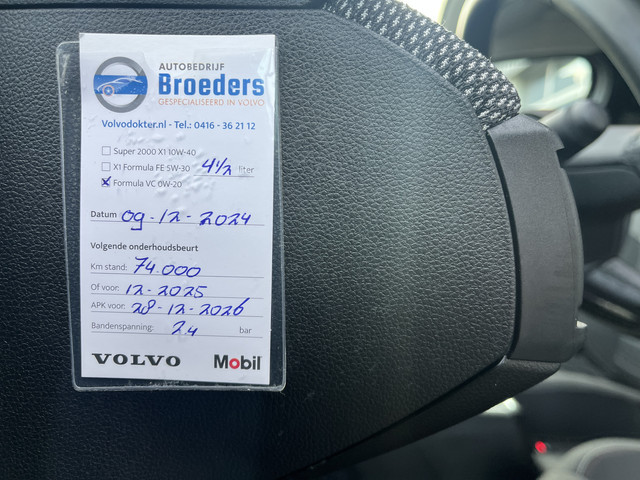 AUTOBEDRIJF
Broeders
GESPECIALISEERD IN VOLVO
Volvodokter.nl - Tel.: 0416 - 36 21 12
Super 2000 X1 10W-40
X1 Formula FE 5W-30 4 1/2 liter
Formula VC 0W-20
Datum 09-12-2024
Volgende onderhoudsbeurt
Km stand: 74.000
Of voor: 12-2025
APK voor: 28-12-2026
Bandenspanning: 2.4 bar
VOLVO Mobil